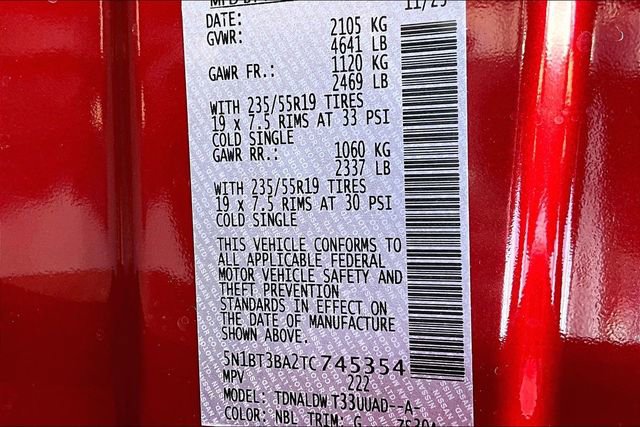 11/25
DATE:
GVWR: 2105 KG
4641 LB
GAWR FR.: 1120 KG
2469 LB
WITH 235/55R19 TIRES
19 x 7.5 RIMS AT 33 PSI
COLD SINGLE
GAWR RR.: 1060 KG
2337 LB
WITH 235/55R19 TIRES
19 x 7.5 RIMS AT 30 PSI
COLD SINGLE
THIS VEHICLE CONFORMS TO
ALL APPLICABLE FEDERAL
MOTOR VEHICLE SAFETY AND
THEFT PREVENTION
STANDARDS IN EFFECT ON
THE DATE OF MANUFACTURE
SHOWN ABOVE.
5N1BT3BA2TC745354
MPV 222
MODEL: TDNALDWT33UUAD--A-
COLOR: NBL TRIM: G